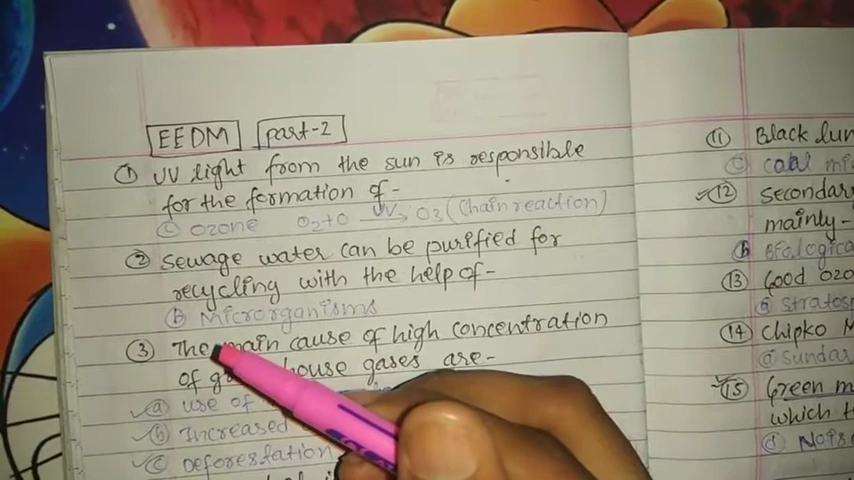 EEDM part-2
① UV light from the sun is responsible
for the formation of-
ⓒ Ozone O2+O UV→ O3 (Chain reaction)
② Sewage water can be purified for
recycling with the help of-
ⓑ Microorganisms
③ The main cause of high concentration
of house gases are-
ⓐ use of
ⓑ Increased
ⓒ Deforestation
⑪ Black lun
ⓒ coal mi
⑫ Secondar
mainly-
ⓑ Biologica
⑬ Good Ozo
ⓐ stratosp
⑭ Chipko M
ⓐ Sundar
⑮ Green m
which t
ⓓ Nois